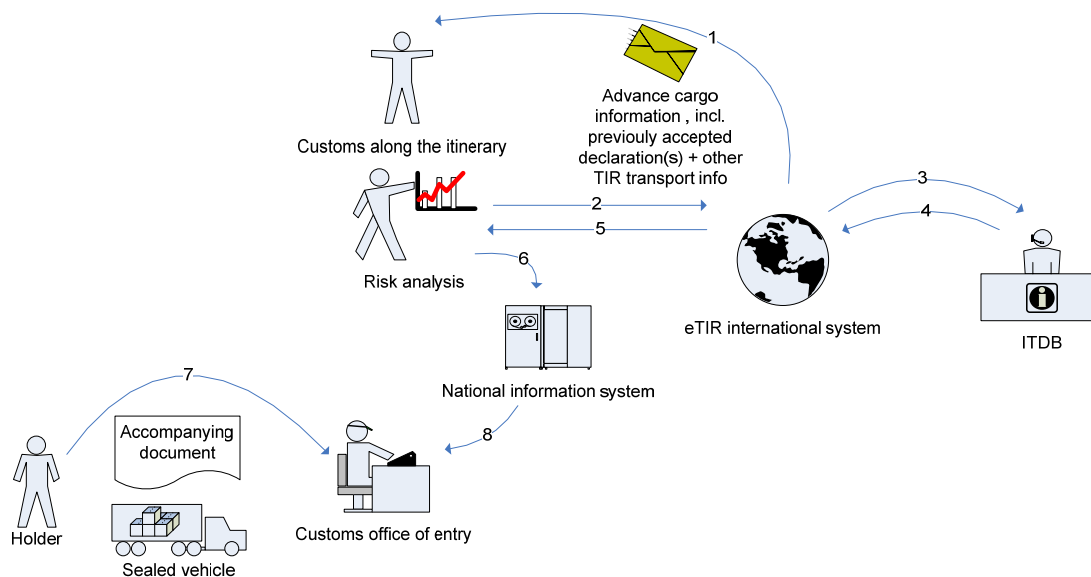 1
Advance cargo
information , incl.
previouly accepted
declaration(s) + other
TIR transport info
Customs along the itinerary
2
3
4
5
Risk analysis
6
eTIR international system
i
ITDB
National information system
7
8
Accompanying
document
Holder
Customs office of entry
Sealed vehicle